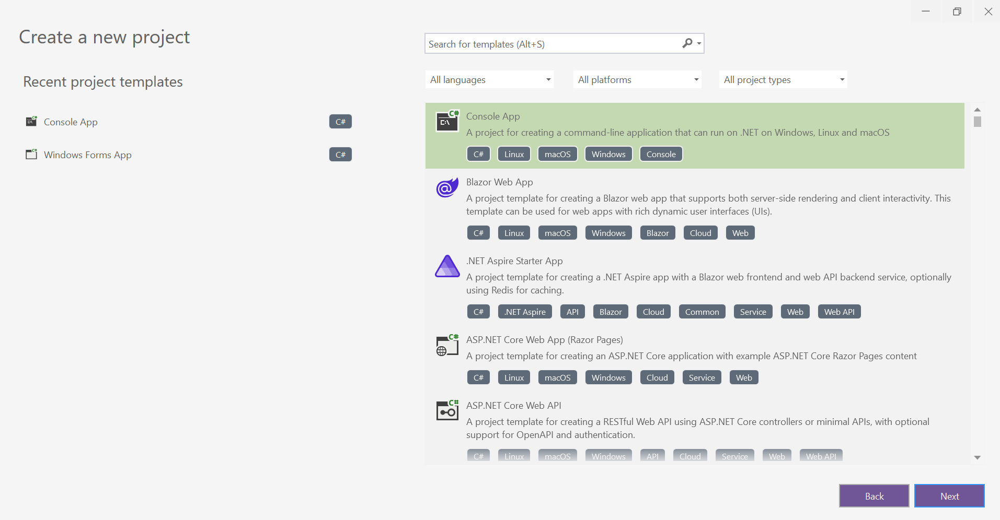 Create a new project
Search for templates (Alt+S)
Recent project templates
All languages
All platforms
All project types
Console App
C#
Windows Forms App
C#
C#
C:\
Console App
A project for creating a command-line application that can run on .NET on Windows, Linux and macOS
C# Linux macOS Windows Console
Blazor Web App
A project template for creating a Blazor web app that supports both server-side rendering and client interactivity. This
template can be used for web apps with rich dynamic user interfaces (UIs).
C# Linux macOS Windows Blazor Cloud Web
.NET Aspire Starter App
A project template for creating a .NET Aspire app with a Blazor web frontend and web API backend service, optionally
using Redis for caching.
C# .NET Aspire API Blazor Cloud Common Service Web Web API
C#
ASP.NET Core Web App (Razor Pages)
A project template for creating an ASP.NET Core application with example ASP.NET Core Razor Pages content
C# Linux macOS Windows Cloud Service Web
C#
ASP.NET Core Web API
A project template for creating a RESTful Web API using ASP.NET Core controllers or minimal APIs, with optional
support for OpenAPI and authentication.
C# Linux macOS Windows API Cloud Service Web Web API
Back
Next